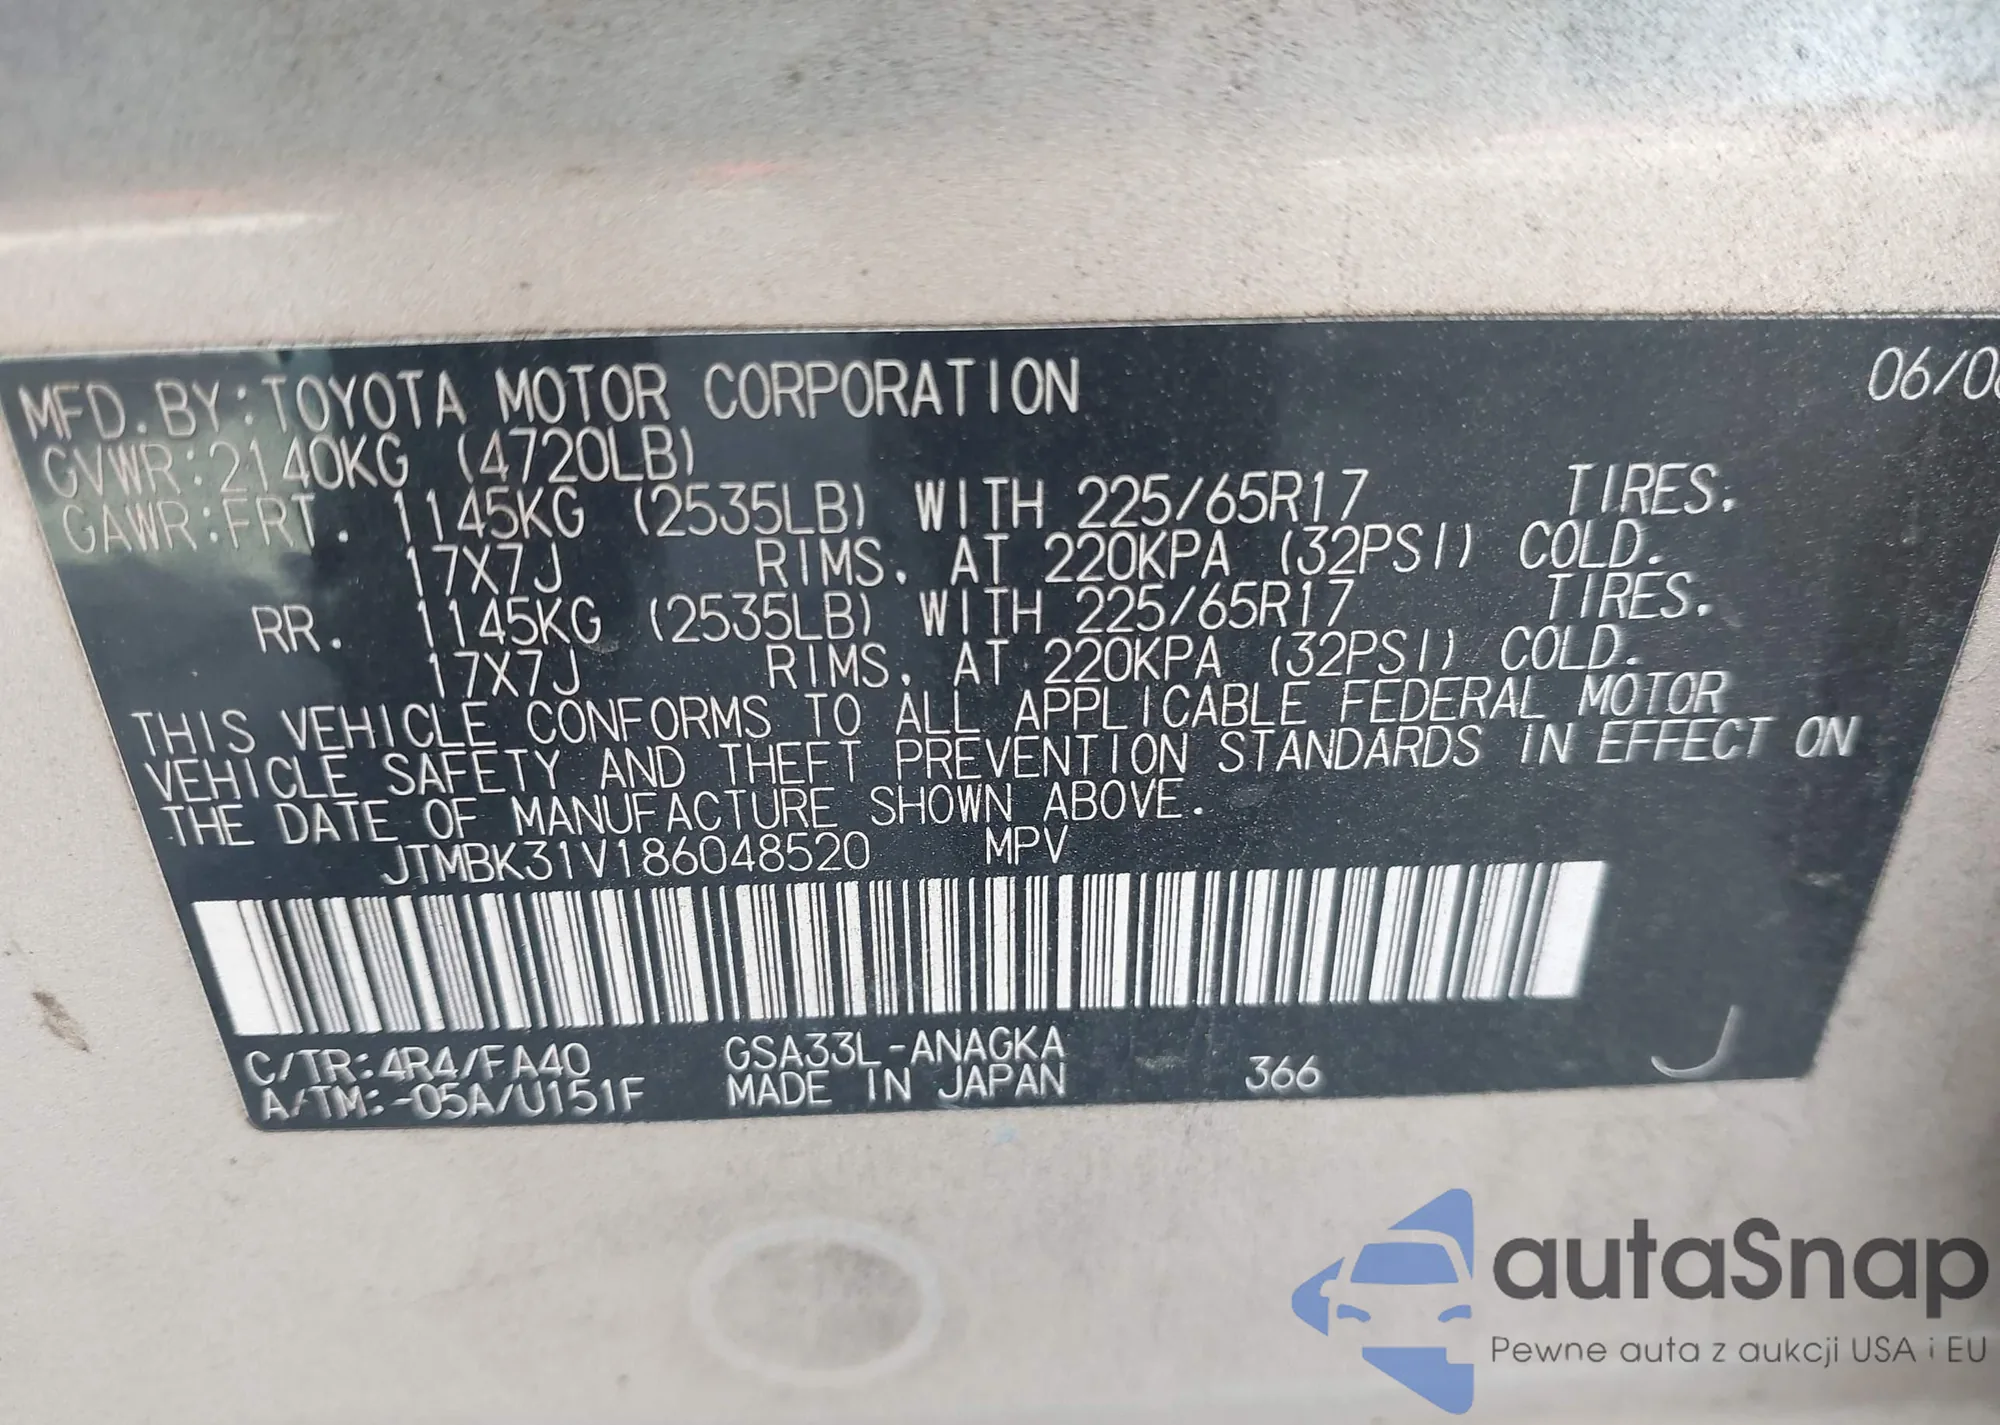 MFD. BY: TOYOTA MOTOR CORPORATION 06/08
GVWR: 2140KG (4720LB)
GAWR: FRT. 1145KG (2535LB) WITH 225/65R17 TIRES.
17X7J RIMS. AT 220KPA (32PSI) COLD.
RR. 1145KG (2535LB) WITH 225/65R17 TIRES.
17X7J RIMS. AT 220KPA (32PSI) COLD.
THIS VEHICLE CONFORMS TO ALL APPLICABLE FEDERAL MOTOR
VEHICLE SAFETY AND THEFT PREVENTION STANDARDS IN EFFECT ON
THE DATE OF MANUFACTURE SHOWN ABOVE.
JTMBK31V186048520 MPV
C/TR: 4R4/FA40 GSA33L-ANAGKA 366
A/TM: -05A/U151F MADE IN JAPAN
J
autaSnap
Pewne auta z aukcji USA i EU